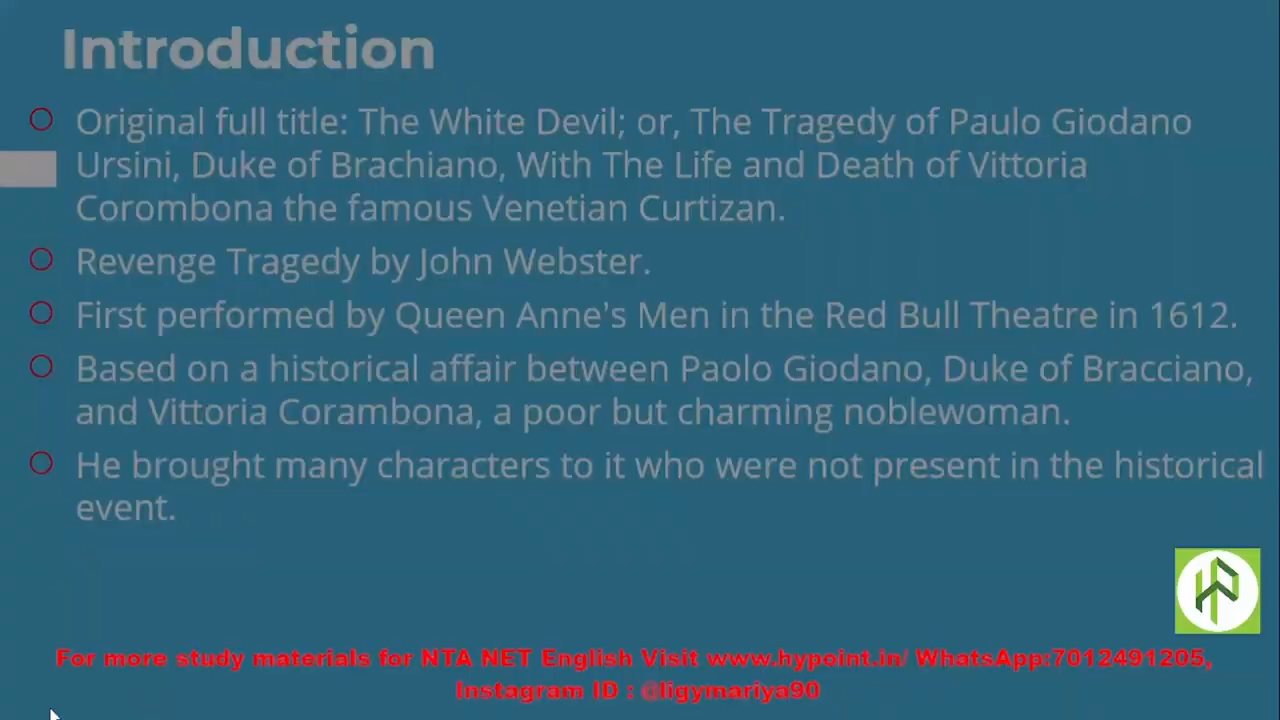 Introduction
Original full title: The White Devil; or, The Tragedy of Paulo Giodano
Ursini, Duke of Brachiano, With The Life and Death of Vittoria
Corombona the famous Venetian Curtizan.
Revenge Tragedy by John Webster.
First performed by Queen Anne's Men in the Red Bull Theatre in 1612.
Based on a historical affair between Paolo Giodano, Duke of Bracciano,
and Vittoria Corambona, a poor but charming noblewoman.
He brought many characters to it who were not present in the historical
event.
For more study materials for NTA NET English Visit www.hypoint.in/ WhatsApp:7012491205,
Instagram ID : @ligymariya90